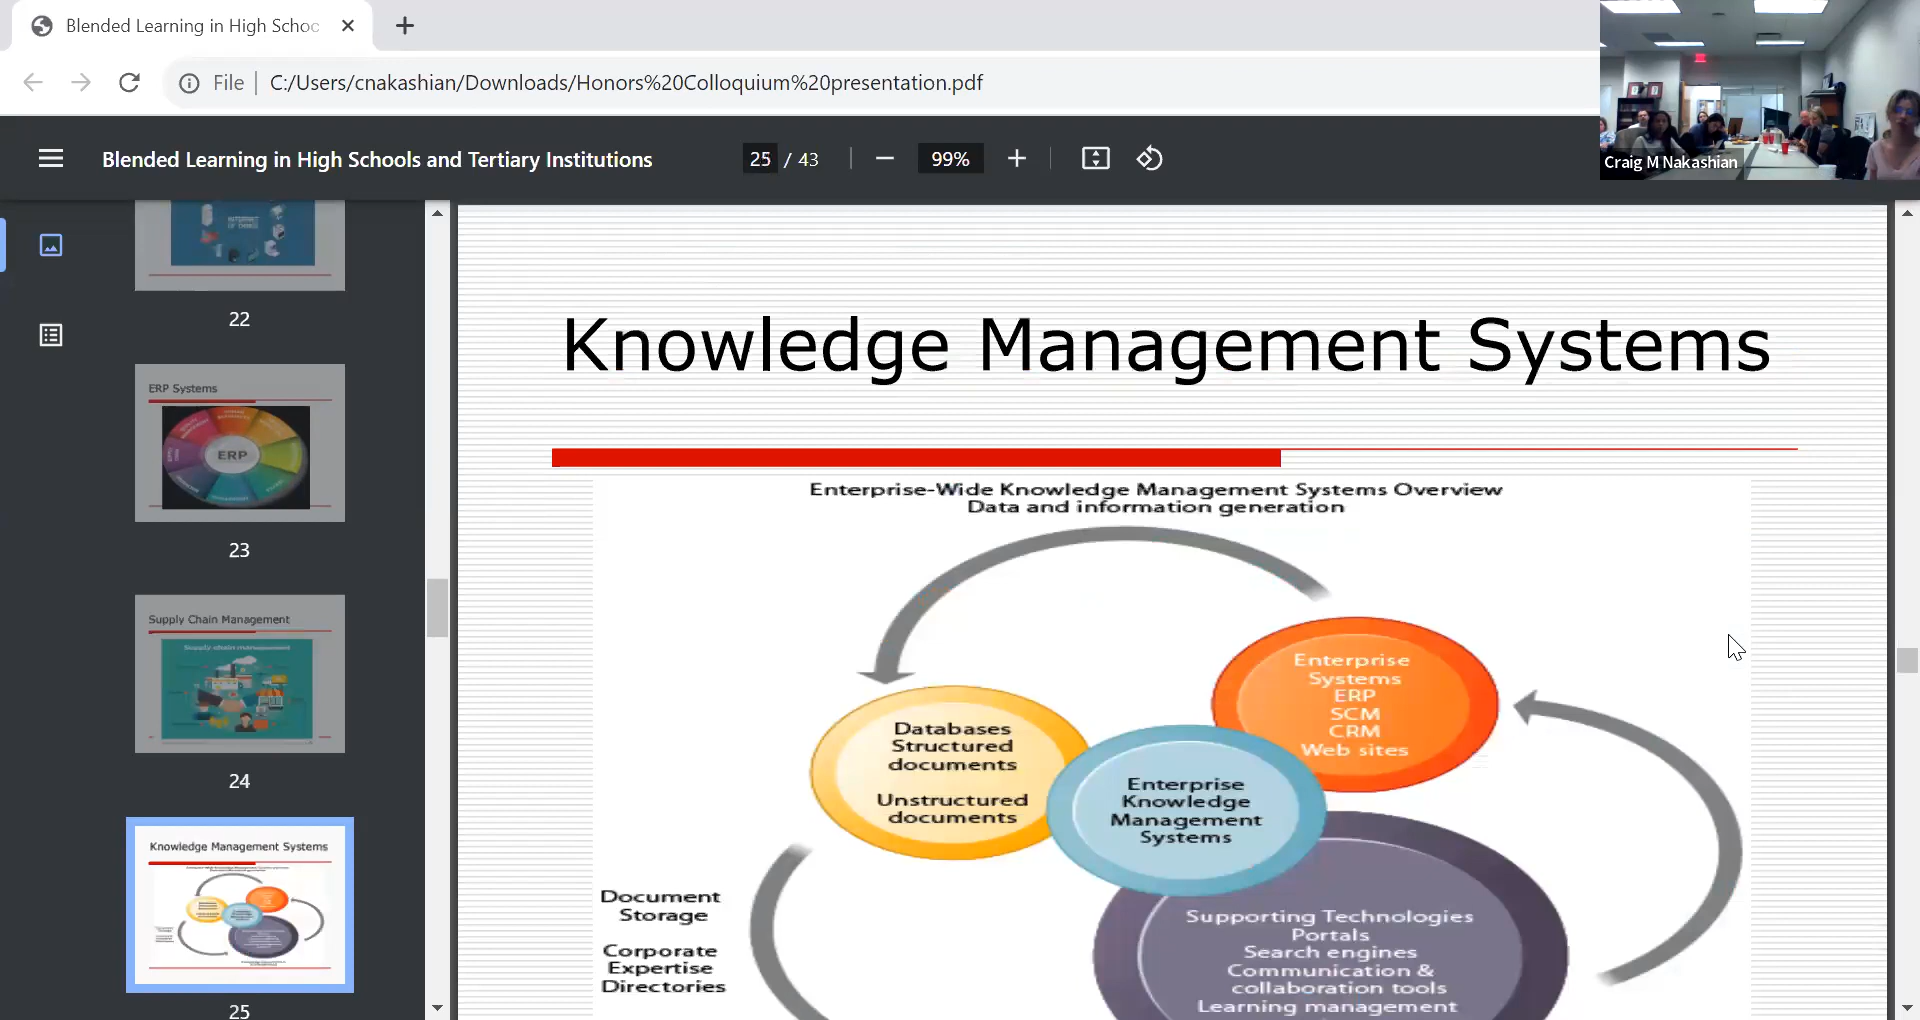 Blended Learning in High Schoo
File
C:/Users/cnakashian/Downloads/Honors%20Colloquium%20presentation.pdf
Craig M Nakashian
Blended Learning in High Schools and Tertiary Institutions
25 / 43
99%
22
ERP Systems
ERP
23
Supply Chain Management
Supply chain management
24
Knowledge Management Systems
25
Knowledge Management Systems
Enterprise-Wide Knowledge Management Systems Overview
Data and information generation
Enterprise
Systems
ERP
SCM
CRM
Web sites
Databases
Structured
documents
Unstructured
documents
Enterprise
Knowledge
Management
Systems
Document
Storage
Corporate
Expertise
Directories
Supporting Technologies
Portals
Search engines
Communication &
collaboration tools
Learning management